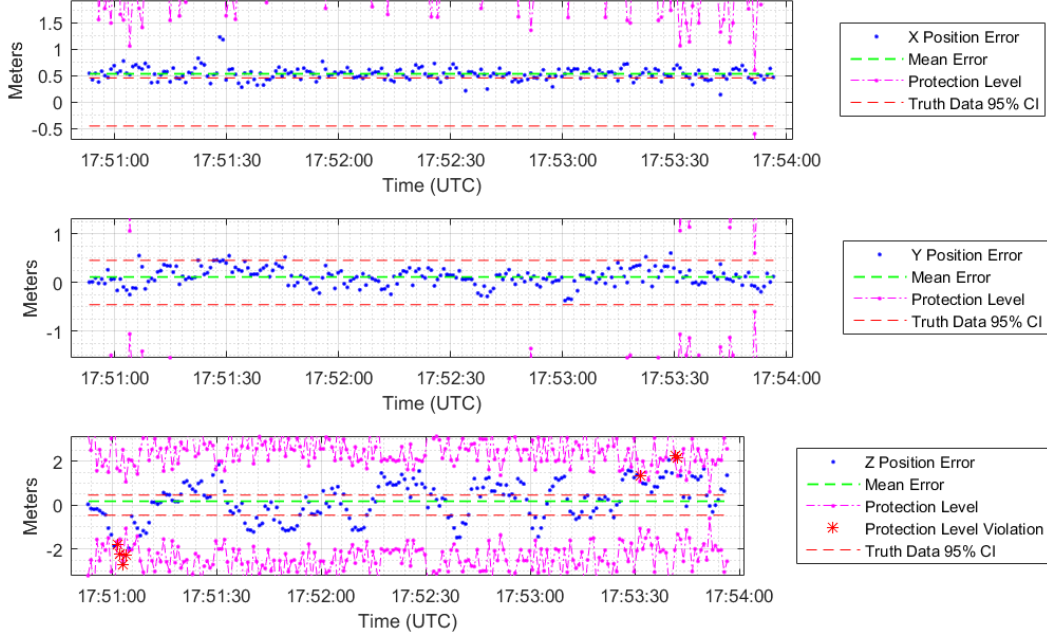 1.5
1
0.5
0
-0.5
Meters
17:51:00 17:51:30 17:52:00 17:52:30 17:53:00 17:53:30 17:54:00
Time (UTC)
X Position Error
Mean Error
Protection Level
Truth Data 95% CI
1
0
-1
Meters
17:51:00 17:51:30 17:52:00 17:52:30 17:53:00 17:53:30 17:54:00
Time (UTC)
Y Position Error
Mean Error
Protection Level
Truth Data 95% CI
2
0
-2
Meters
17:51:00 17:51:30 17:52:00 17:52:30 17:53:00 17:53:30 17:54:00
Time (UTC)
Z Position Error
Mean Error
Protection Level
Protection Level Violation
Truth Data 95% CI